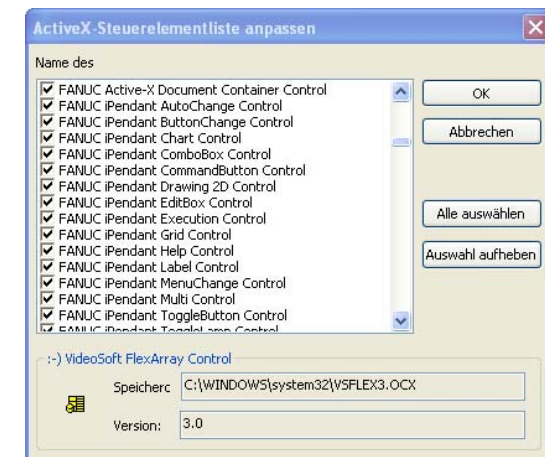 ActiveX-Steuerelementliste anpassen
Name des
FANUC Active-X Document Container Control
FANUC iPendant AutoChange Control
FANUC iPendant ButtonChange Control
FANUC iPendant Chart Control
FANUC iPendant ComboBox Control
FANUC iPendant CommandButton Control
FANUC iPendant Drawing 2D Control
FANUC iPendant EditBox Control
FANUC iPendant Execution Control
FANUC iPendant Grid Control
FANUC iPendant Help Control
FANUC iPendant Label Control
FANUC iPendant MenuChange Control
FANUC iPendant Multi Control
FANUC iPendant ToggleButton Control
FANUC iPendant ToggleLamp Control
OK
Abbrechen
Alle auswählen
Auswahl aufheben
:-) VideoSoft FlexArray Control
Speicherc C:\WINDOWS\system32\VSFLEX3.OCX
Version: 3.0